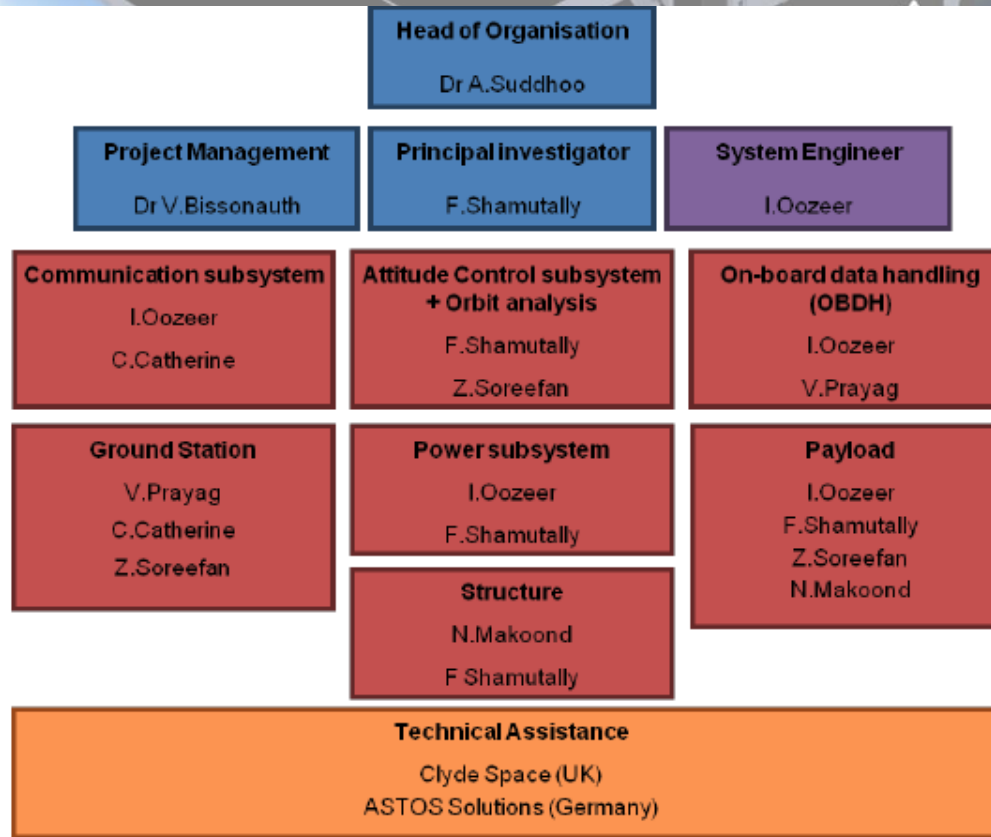 Head of Organisation
Dr A.Suddhoo
Project Management
Dr V.Bissonauth
Principal investigator
F.Shamutally
System Engineer
I.Oozeer
Communication subsystem
I.Oozeer
C.Catherine
Attitude Control subsystem
+ Orbit analysis
F.Shamutally
Z.Soreefan
On-board data handling
(OBDH)
I.Oozeer
V.Prayag
Ground Station
V.Prayag
C.Catherine
Z.Soreefan
Power subsystem
I.Oozeer
F.Shamutally
Payload
I.Oozeer
F.Shamutally
Z.Soreefan
N.Makoond
Structure
N.Makoond
F Shamutally
Technical Assistance
Clyde Space (UK)
ASTOS Solutions (Germany)